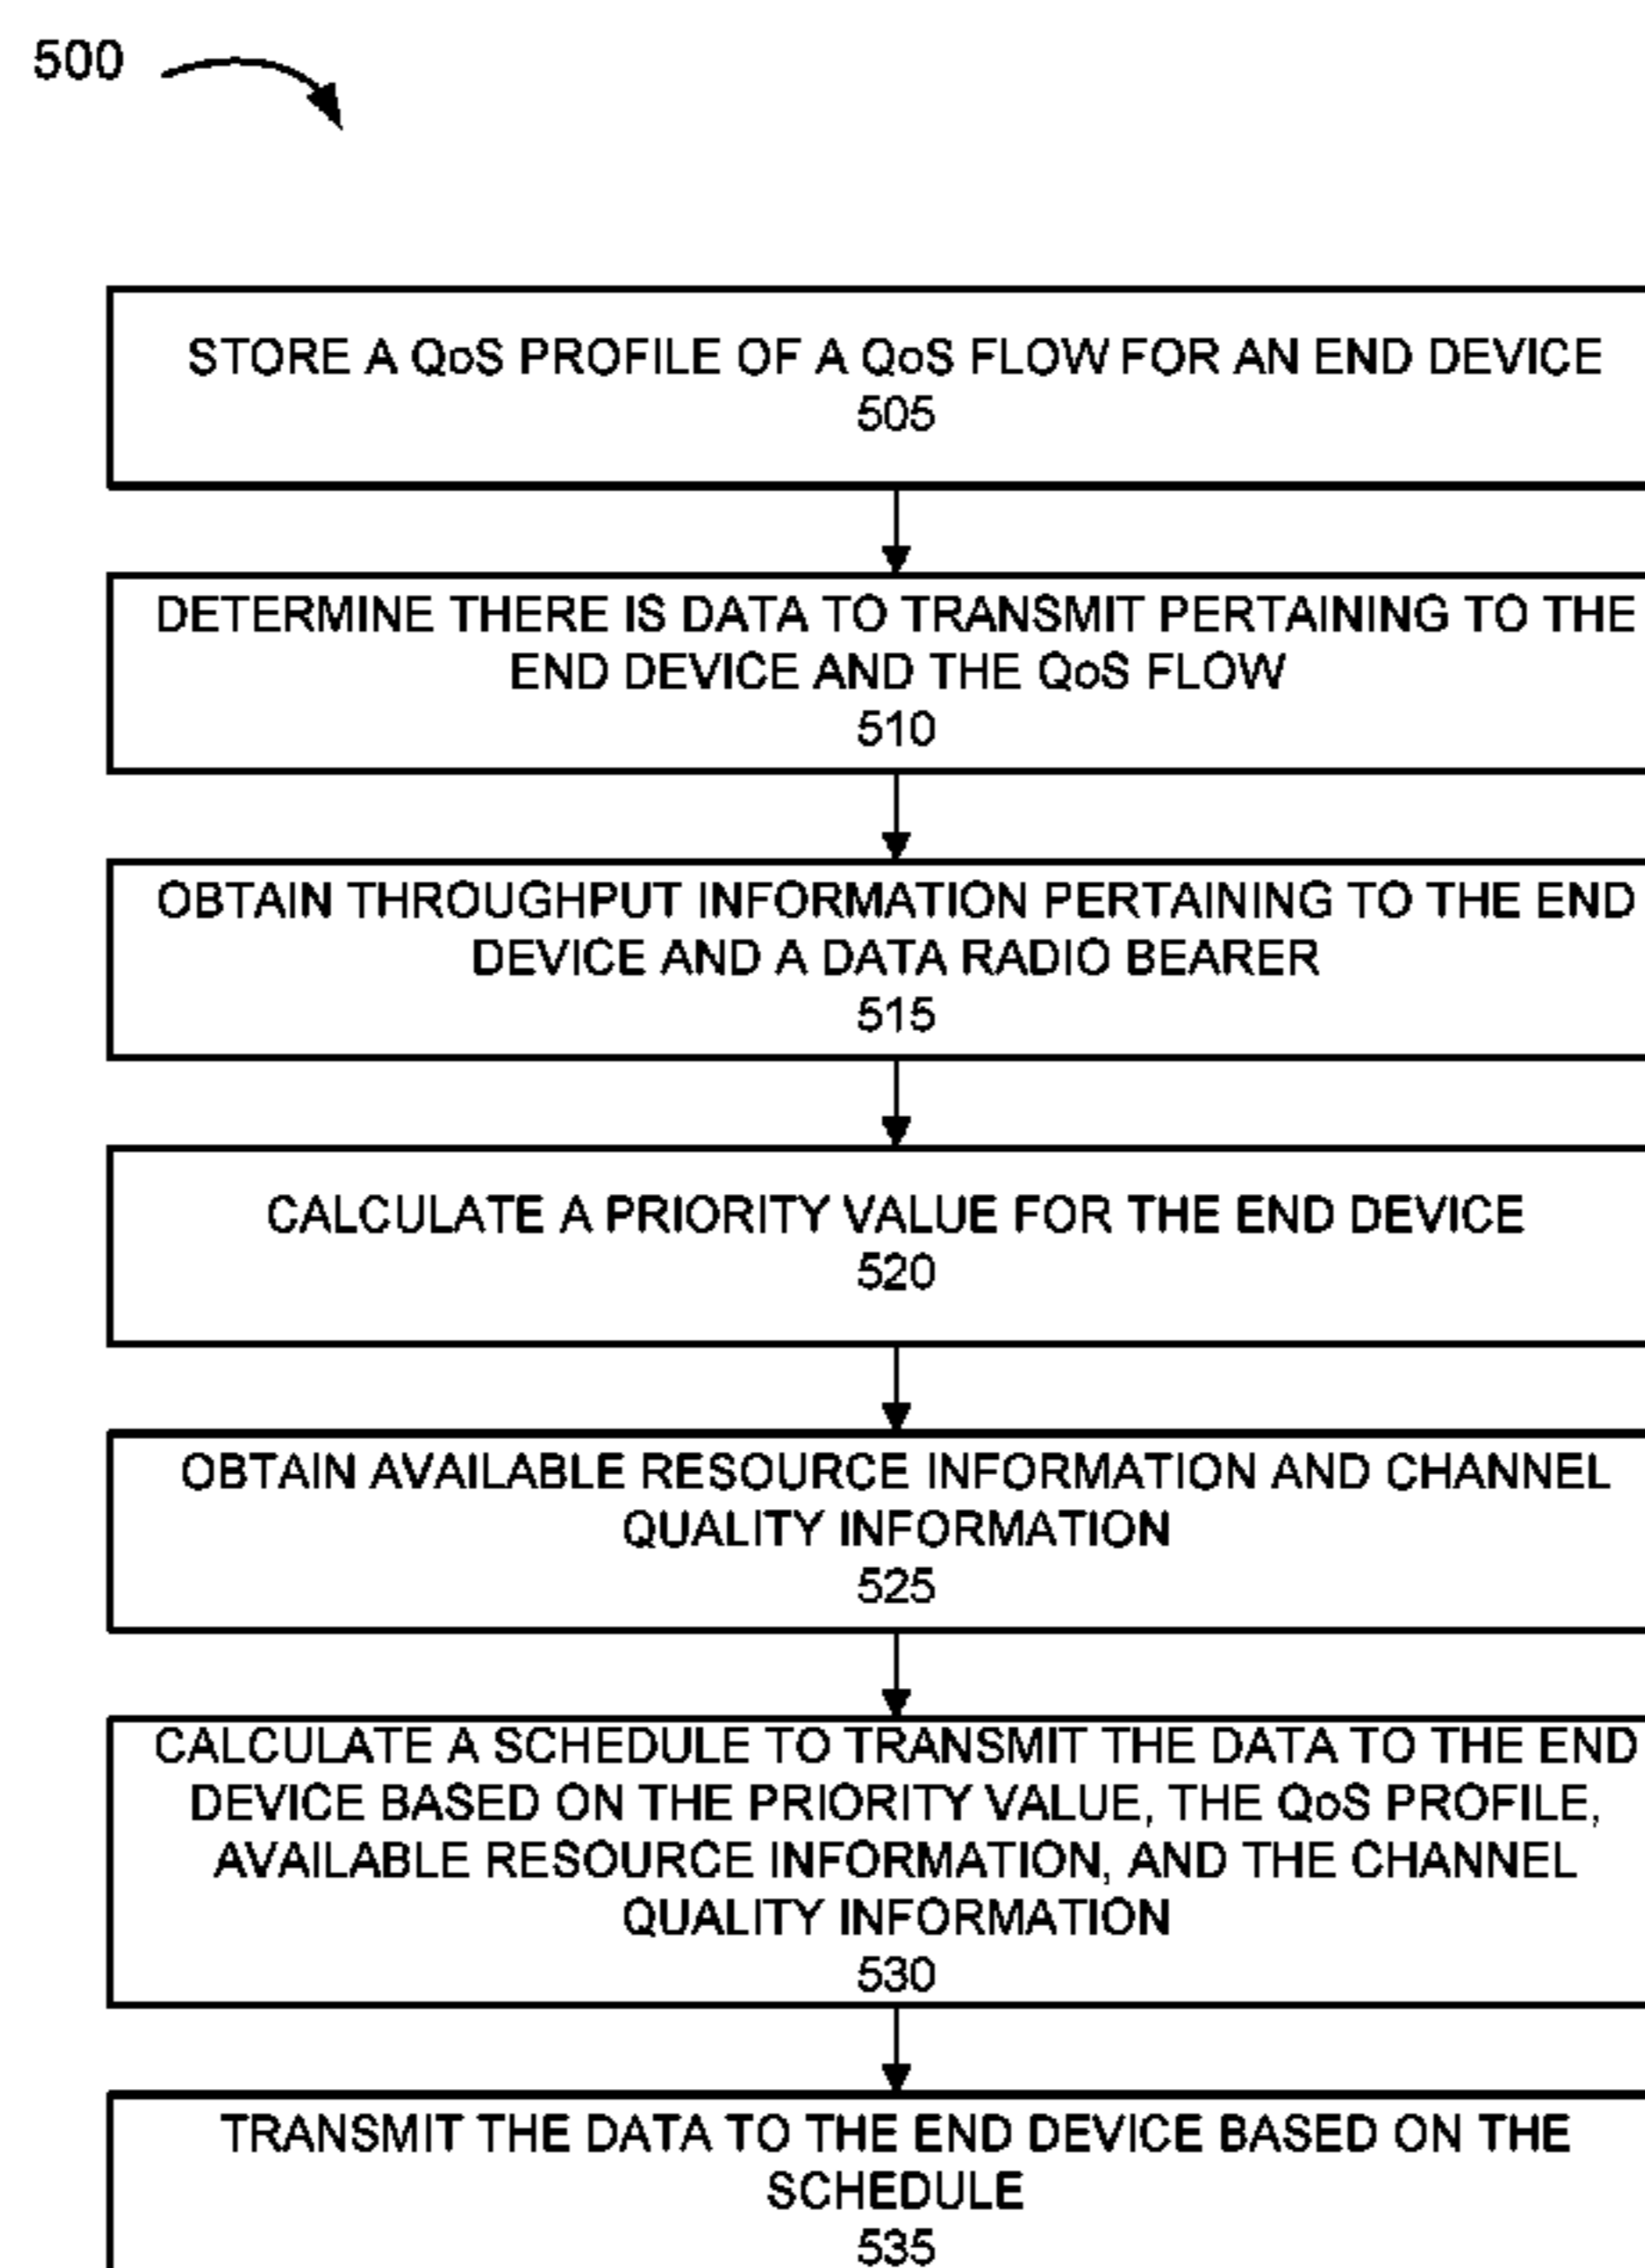 500
STORE A QoS PROFILE OF A QoS FLOW FOR AN END DEVICE
505
DETERMINE THERE IS DATA TO TRANSMIT PERTAINING TO THE
END DEVICE AND THE QoS FLOW
510
OBTAIN THROUGHPUT INFORMATION PERTAINING TO THE END
DEVICE AND A DATA RADIO BEARER
515
CALCULATE A PRIORITY VALUE FOR THE END DEVICE
520
OBTAIN AVAILABLE RESOURCE INFORMATION AND CHANNEL
QUALITY INFORMATION
525
CALCULATE A SCHEDULE TO TRANSMIT THE DATA TO THE END
DEVICE BASED ON THE PRIORITY VALUE, THE QoS PROFILE,
AVAILABLE RESOURCE INFORMATION, AND THE CHANNEL
QUALITY INFORMATION
530
TRANSMIT THE DATA TO THE END DEVICE BASED ON THE
SCHEDULE
535